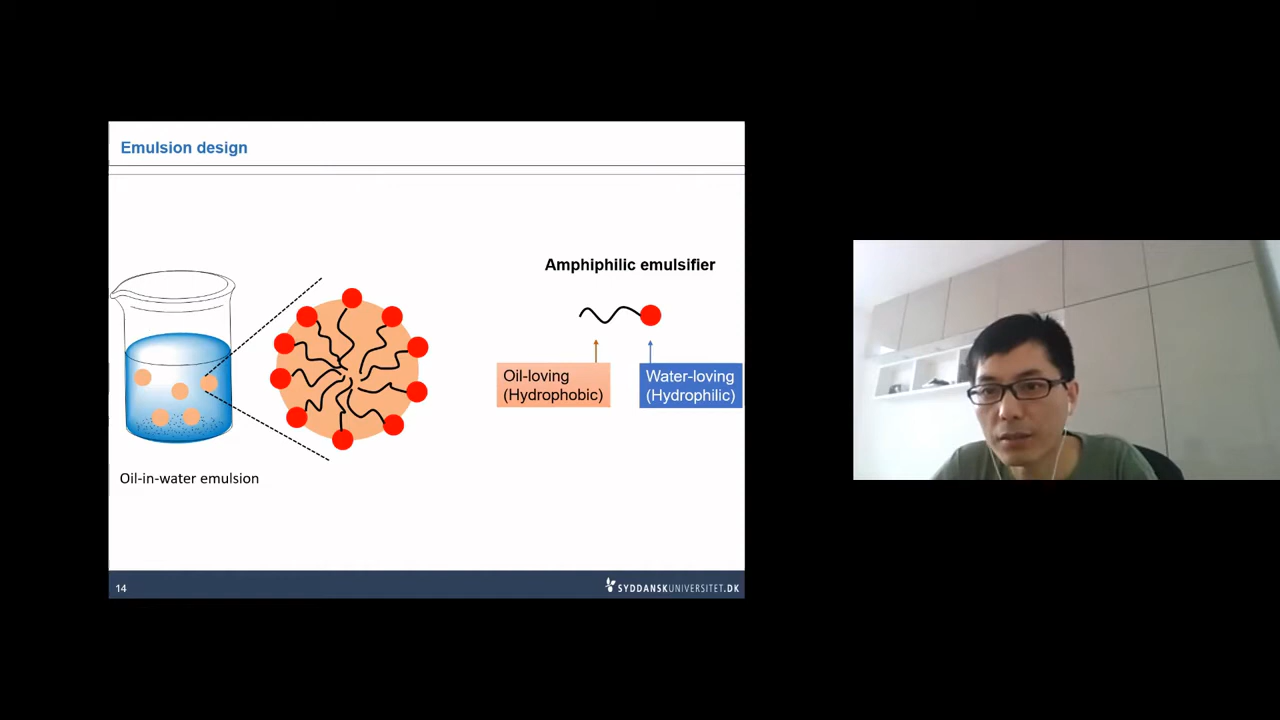 Emulsion design
Amphiphilic emulsifier
Oil-loving
(Hydrophobic)
Water-loving
(Hydrophilic)
Oil-in-water emulsion
14
SYDDANSKUNIVERSITET.DK